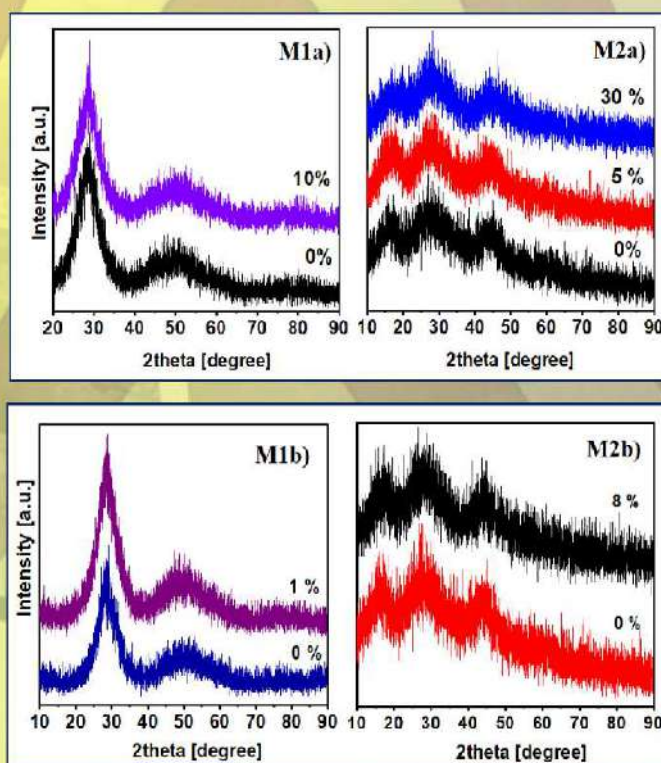 M1a)
Intensity [a.u.]
10%
0%
20 30 40 50 60 70 80 90
2theta [degree]
M2a)
30 %
5 %
0%
10 20 30 40 50 60 70 80 90
2theta [degree]
M1b)
Intensity [a.u.]
1 %
0 %
10 20 30 40 50 60 70 80 90
2theta [degree]
M2b)
8 %
0 %
10 20 30 40 50 60 70 80 90
2theta [degree]